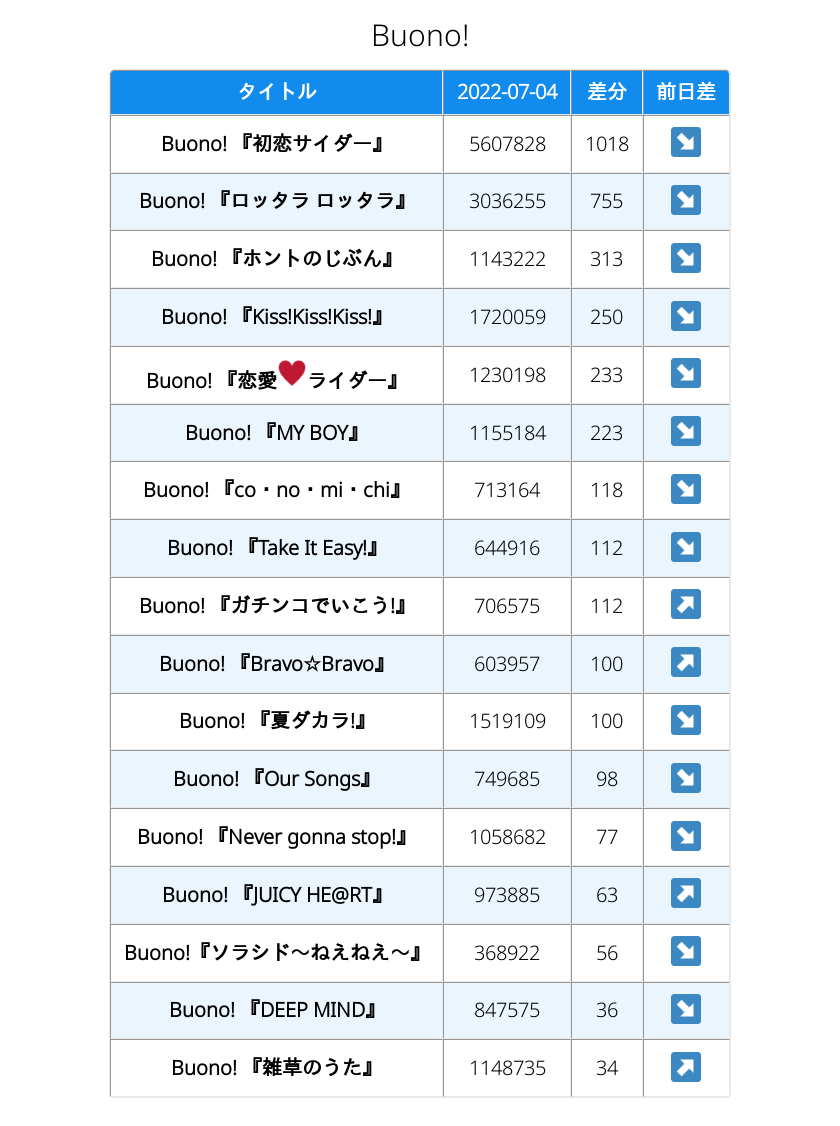 Buono!
タイトル 2022-07-04 差分 前日差
Buono! 『初恋サイダー』 5607828 1018 ↘
Buono! 『ロッタラ ロッタラ』 3036255 755 ↘
Buono! 『ホントのじぶん』 1143222 313 ↘
Buono! 『Kiss!Kiss!Kiss!』 1720059 250 ↘
Buono! 『恋愛♥ライダー』 1230198 233 ↘
Buono! 『MY BOY』 1155184 223 ↘
Buono! 『co・no・mi・chi』 713164 118 ↘
Buono! 『Take It Easy!』 644916 112 ↘
Buono! 『ガチンコでいこう!』 706575 112 ↗
Buono! 『Bravo☆Bravo』 603957 100 ↗
Buono! 『夏ダカラ!』 1519109 100 ↘
Buono! 『Our Songs』 749685 98 ↘
Buono! 『Never gonna stop!』 1058682 77 ↘
Buono! 『JUICY HE@RT』 973885 63 ↗
Buono!『ソラシド〜ねえねえ〜』 368922 56 ↘
Buono! 『DEEP MIND』 847575 36 ↘
Buono! 『雑草のうた』 1148735 34 ↗